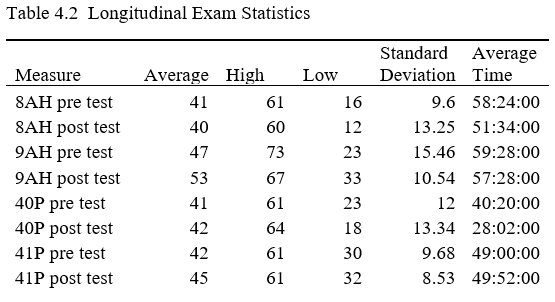 Table 4.2 Longitudinal Exam Statistics
Standard Average
Measure Average High Low Deviation Time
8AH pre test 41 61 16 9.6 58:24:00
8AH post test 40 60 12 13.25 51:34:00
9AH pre test 47 73 23 15.46 59:28:00
9AH post test 53 67 33 10.54 57:28:00
40P pre test 41 61 23 12 40:20:00
40P post test 42 64 18 13.34 28:02:00
41P pre test 42 61 30 9.68 49:00:00
41P post test 45 61 32 8.53 49:52:00